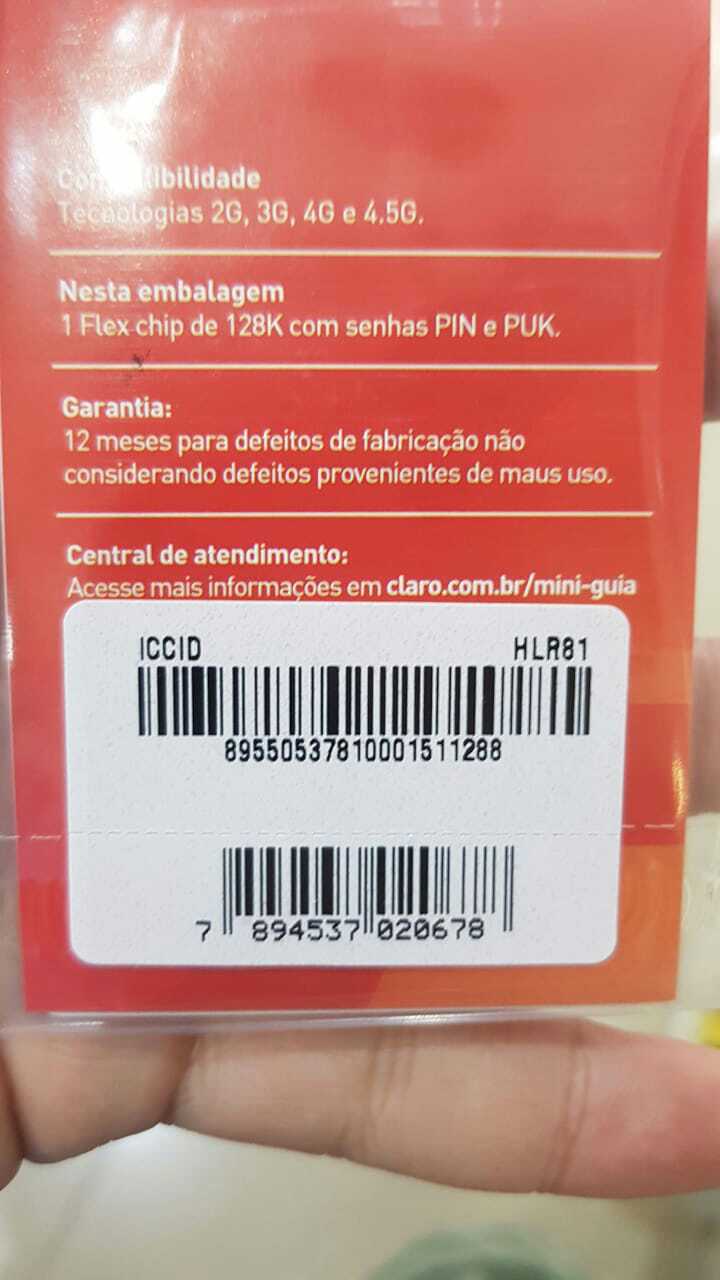 Compatibilidade
Tecnologias 2G, 3G, 4G e 4.5G.
Nesta embalagem
1 Flex chip de 128K com senhas PIN e PUK.
Garantia:
12 meses para defeitos de fabricação não
considerando defeitos provenientes de maus uso.
Central de atendimento:
Acesse mais informações em claro.com.br/mini-guia
ICCID HLR81
89550537810001511288
7 894537 020678